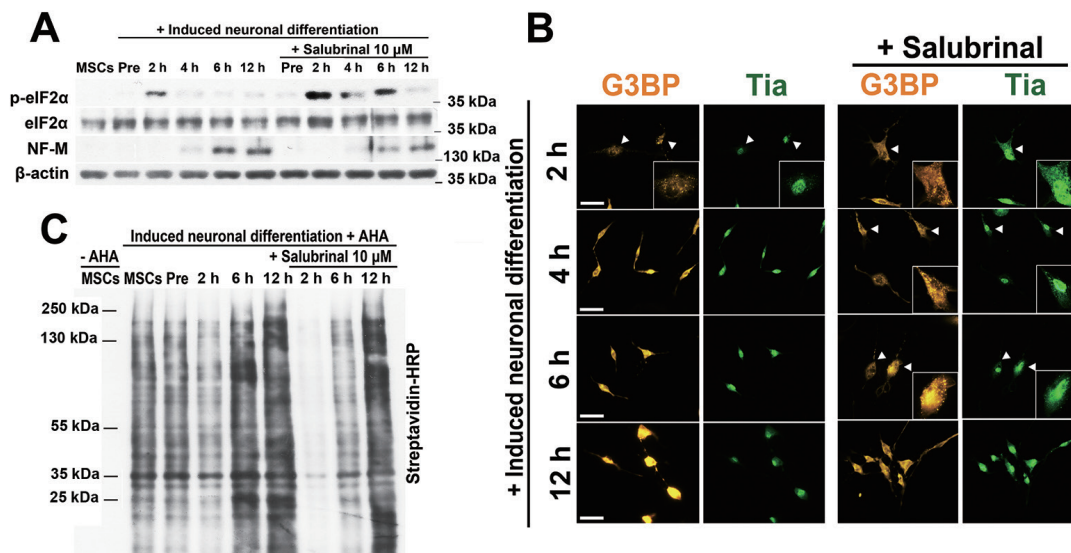 A
+ Induced neuronal differentiation
+ Salubrinal 10 µM
MSCs Pre 2 h 4 h 6 h 12 h Pre 2 h 4 h 6 h 12 h
p-eIF2α
35 kDa
eIF2α
35 kDa
NF-M
130 kDa
β-actin
35 kDa
B
+ Salubrinal
G3BP Tia G3BP Tia
+ Induced neuronal differentiation
2 h
4 h
6 h
12 h
C
Induced neuronal differentiation + AHA
- AHA
+ Salubrinal 10 µM
MSCs MSCs Pre 2 h 6 h 12 h 2 h 6 h 12 h
250 kDa
130 kDa
55 kDa
35 kDa
25 kDa
Streptavidin-HRP